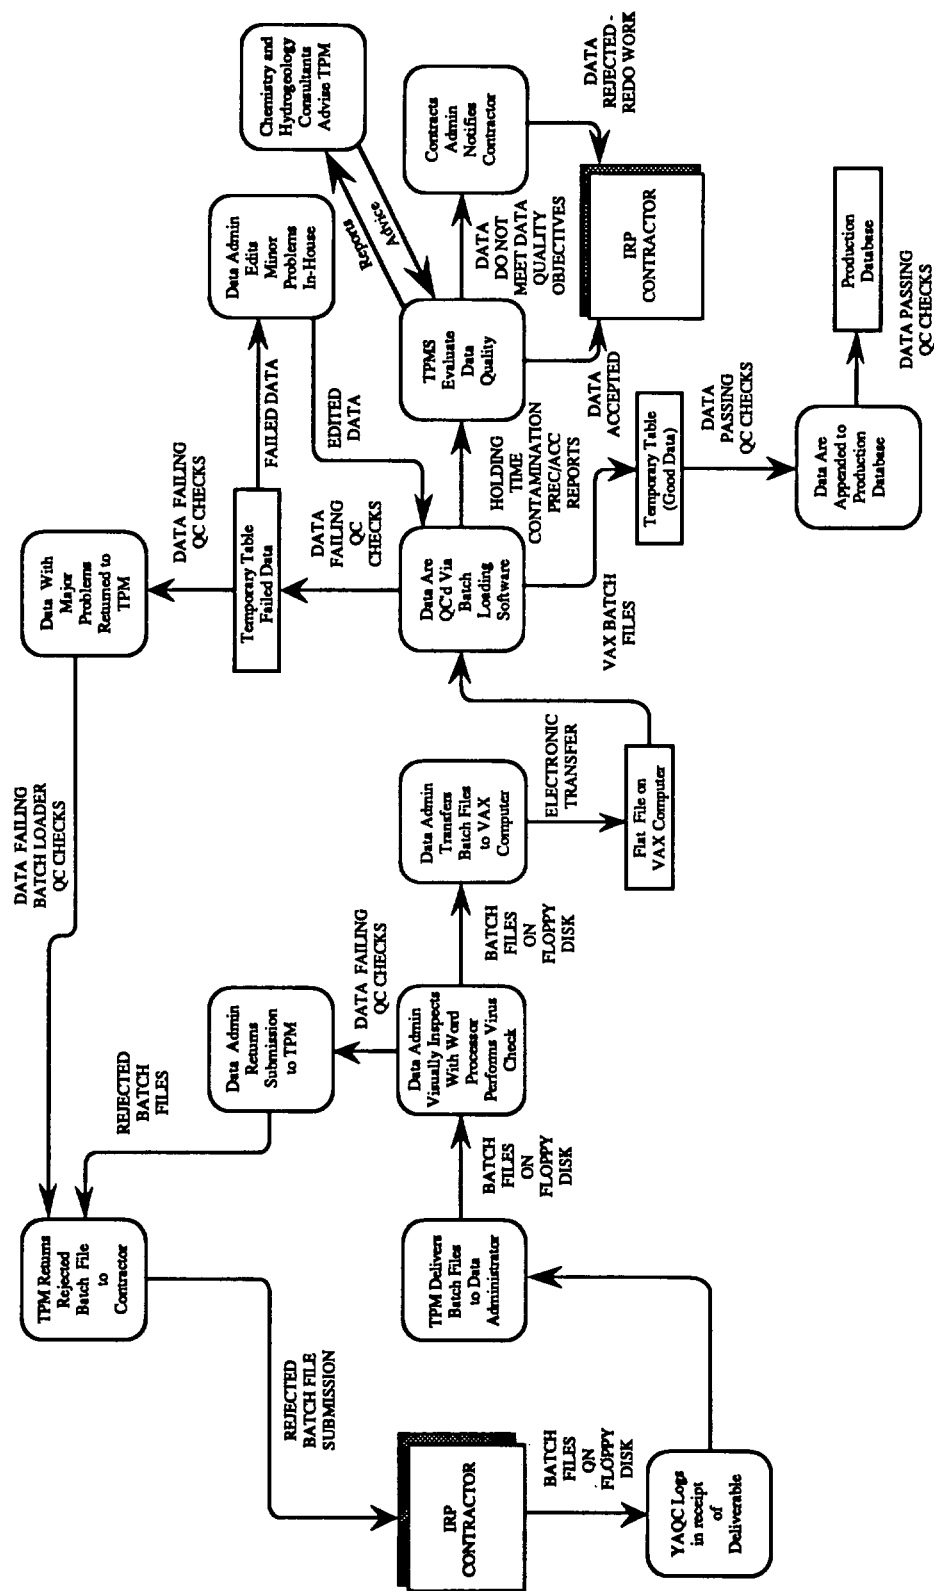 IRP
CONTRACTOR
BATCH
FILES
QN
FLOPPY
DISK
YAQC Logs
in receipt
of
Deliverable
TPM Delivers
Batch Files
to Data
Administrator
BATCH
FILES
ON
FLOPPY
DISK
Data Admin
Visually Inspects
With Word
Processor
Performs Virus
Check
DATA FAILING
QC CHECKS
Data Admin
Returns
Submission
to TPM
REJECTED
BATCH
FILES
TPM Returns
Rejected
Batch File
to
Contractor
REJECTED
BATCH FILE
SUBMISSION
BATCH
FILES
ON
FLOPPY
DISK
Data Admin
Transfers
Batch Files
to VAX
Computer
ELECTRONIC
TRANSFER
Flat File on
VAX Computer
Data Are
QC'd Via
Batch
Loading
Software
DATA
FAILING
QC
CHECKS
Temporary Table
Failed Data
DATA FAILING
QC CHECKS
Data With
Major
Problems
Returned to
TPM
DATA FAILING
BATCH LOADER
QC CHECKS
FAILED DATA
Data Admin
Edits
Minor
Problems
In-House
EDITED
DATA
HOLDING
TIME
CONTAMINATION
PREC/ACC
REPORTS
TPMS
Evaluate
Data
Quality
Reports
Advice
Chemistry and
Hydrogeology
Consultants
Advise TPM
DATA
DO NOT
MEET DATA
QUALITY
OBJECTIVES
Contracts
Admin
Notifies
Contractor
DATA
REJECTED -
REDO WORK
DATA
ACCEPTED
IRP
CONTRACTOR
VAX BATCH
FILES
Temporary Table
(Good Data)
DATA
PASSING
QC CHECKS
Data Are
Appended to
Production
Database
DATA PASSING
QC CHECKS
Production
Database